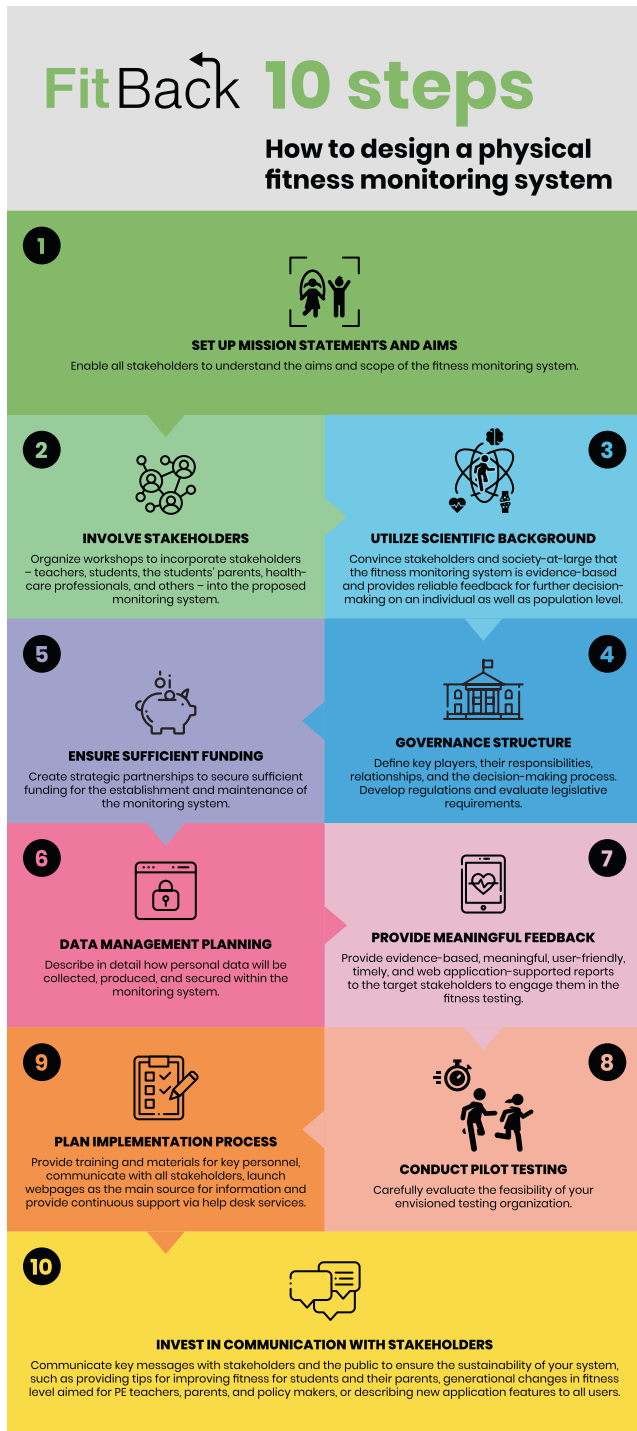 FitBack 10 steps
How to design a physical
fitness monitoring system
1
SET UP MISSION STATEMENTS AND AIMS
Enable all stakeholders to understand the aims and scope of the fitness monitoring system.
2
INVOLVE STAKEHOLDERS
Organize workshops to incorporate stakeholders
– teachers, students, the students' parents, health-
care professionals, and others – into the proposed
monitoring system.
3
UTILIZE SCIENTIFIC BACKGROUND
Convince stakeholders and society-at-large that
the fitness monitoring system is evidence-based
and provides reliable feedback for further decision-
making on an individual as well as population level.
4
GOVERNANCE STRUCTURE
Define key players, their responsibilities,
relationships, and the decision-making process.
Develop regulations and evaluate legislative
requirements.
5
ENSURE SUFFICIENT FUNDING
Create strategic partnerships to secure sufficient
funding for the establishment and maintenance of
the monitoring system.
6
DATA MANAGEMENT PLANNING
Describe in detail how personal data will be
collected, produced, and secured within the
monitoring system.
7
PROVIDE MEANINGFUL FEEDBACK
Provide evidence-based, meaningful, user-friendly,
timely, and web application-supported reports
to the target stakeholders to engage them in the
fitness testing.
8
CONDUCT PILOT TESTING
Carefully evaluate the feasibility of your
envisioned testing organization.
9
PLAN IMPLEMENTATION PROCESS
Provide training and materials for key personnel,
communicate with all stakeholders, launch
webpages as the main source for information and
provide continuous support via help desk services.
10
INVEST IN COMMUNICATION WITH STAKEHOLDERS
Communicate key messages with stakeholders and the public to ensure the sustainability of your system,
such as providing tips for improving fitness for students and their parents, generational changes in fitness
level aimed for PE teachers, parents, and policy makers, or describing new application features to all users.